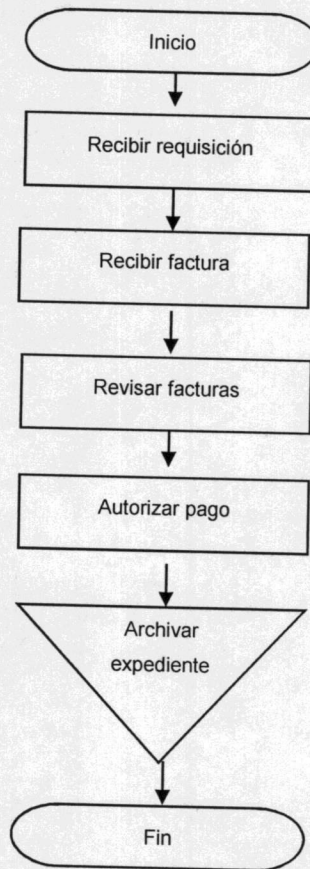 Inicio
Recibir requisición
Recibir factura
Revisar facturas
Autorizar pago
Archivar
expediente
Fin